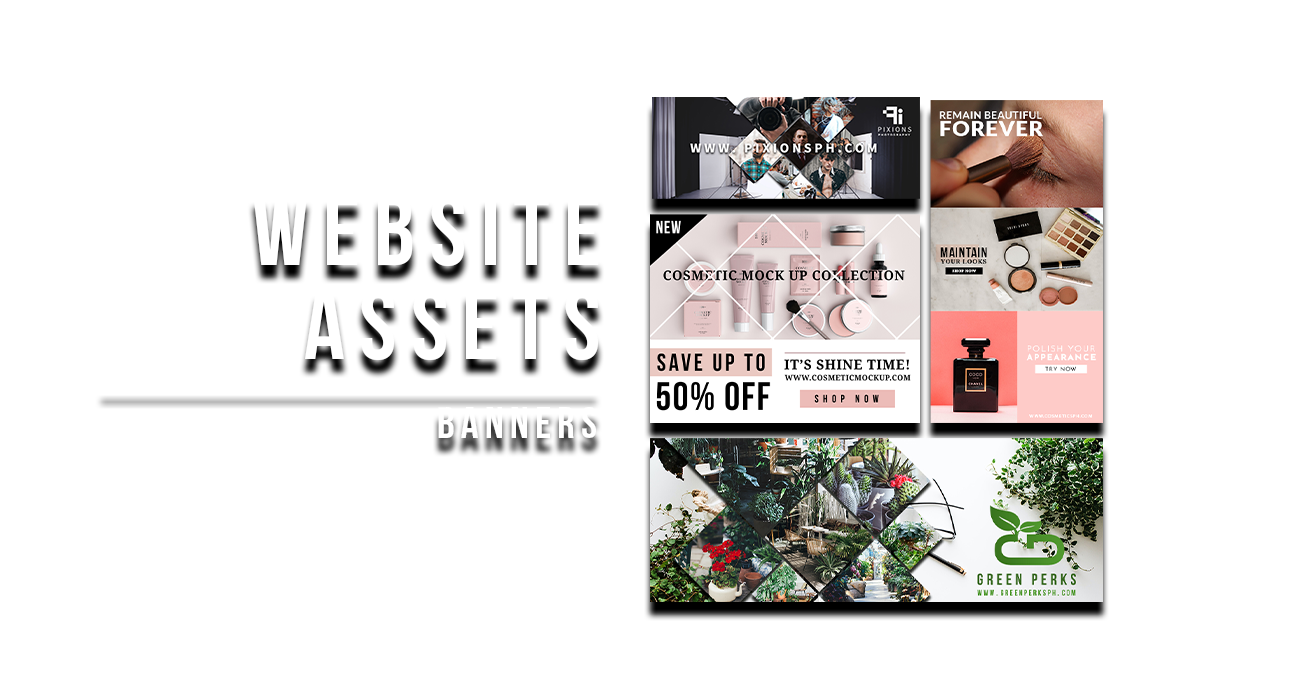 WEBSITE
ASSETS
BANNERS
PIXIONS
PHOTOGRAPHY
WWW.PIXIONSPH.COM
NEW
COSMETIC MOCK UP COLLECTION
SAVE UP TO
50% OFF
IT'S SHINE TIME!
WWW.COSMETICMOCKUP.COM
SHOP NOW
REMAIN BEAUTIFUL
FOREVER
MAINTAIN
YOUR LOOKS
SHOP NOW
POLISH YOUR
APPEARANCE
TRY NOW
COCO
CHANEL
GREEN PERKS
WWW.GREENPERKSPH.COM